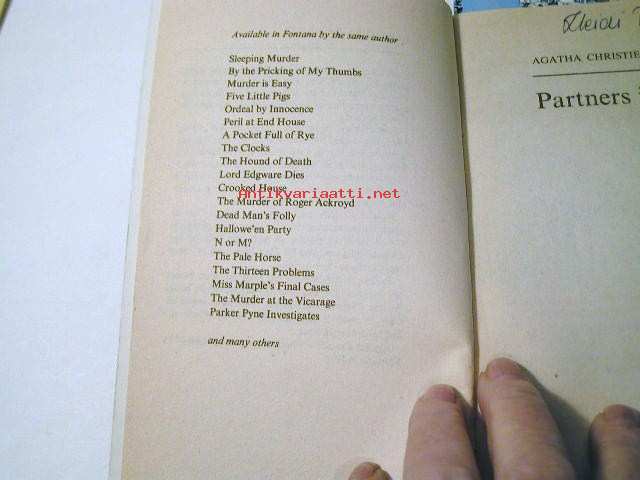 Available in Fontana by the same author
Sleeping Murder
By the Pricking of My Thumbs
Murder is Easy
Five Little Pigs
Ordeal by Innocence
Peril at End House
A Pocket Full of Rye
The Clocks
The Hound of Death
Lord Edgware Dies
Crooked House
Antikvariaatti.net
The Murder of Roger Ackroyd
Dead Man's Folly
Hallowe'en Party
N or M?
The Pale Horse
The Thirteen Problems
Miss Marple's Final Cases
The Murder at the Vicarage
Parker Pyne Investigates
and many others
Heidi
AGATHA CHRISTIE
Partners